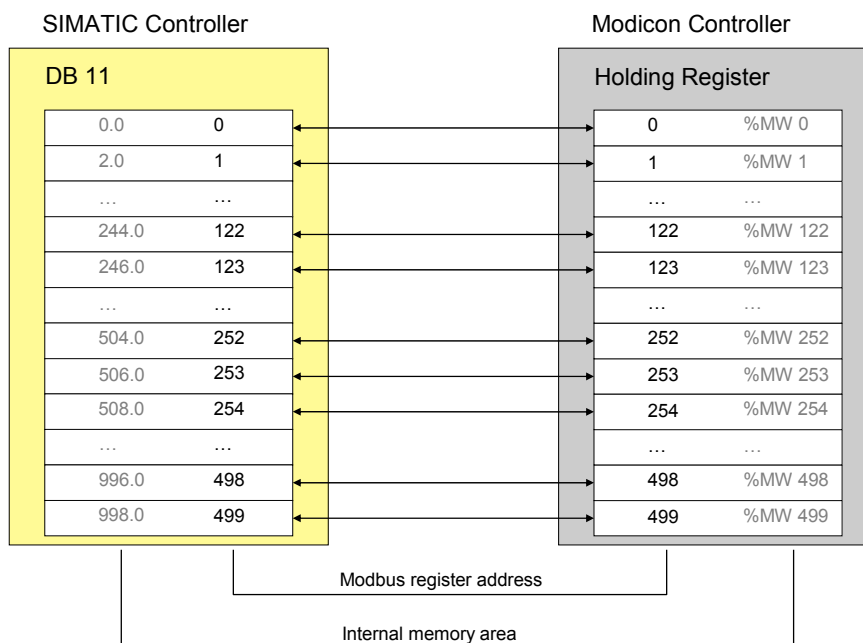 SIMATIC Controller Modicon Controller
DB 11 Holding Register
0.0 0 0 %MW 0
2.0 1 1 %MW 1
... ... ... ...
244.0 122 122 %MW 122
246.0 123 123 %MW 123
... ... ... ...
504.0 252 252 %MW 252
506.0 253 253 %MW 253
508.0 254 254 %MW 254
... ... ... ...
996.0 498 498 %MW 498
998.0 499 499 %MW 499
Modbus register address
Internal memory area